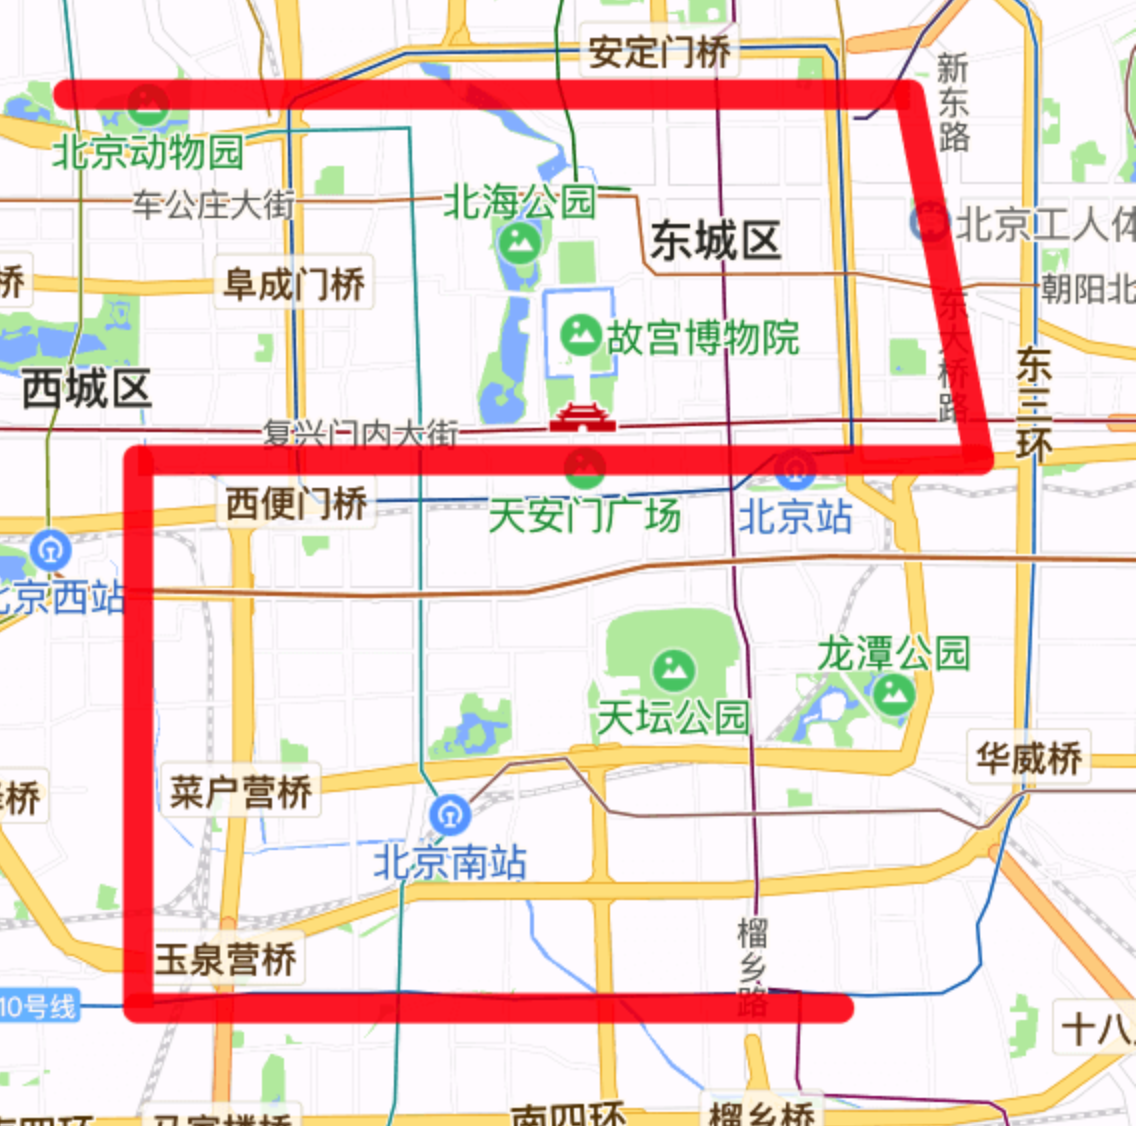 安定门桥
新东路
北京动物园
车公庄大街
北海公园
东城区
北京工人体
桥
阜成门桥
朝阳北
东大桥路
故宫博物院
西城区
东三环
复兴门内大街
西便门桥
天安门广场
北京站
北京西站
龙潭公园
天坛公园
华威桥
菜户营桥
桥
北京南站
榴乡路
玉泉营桥
10号线
十八
南四环
榴乡桥